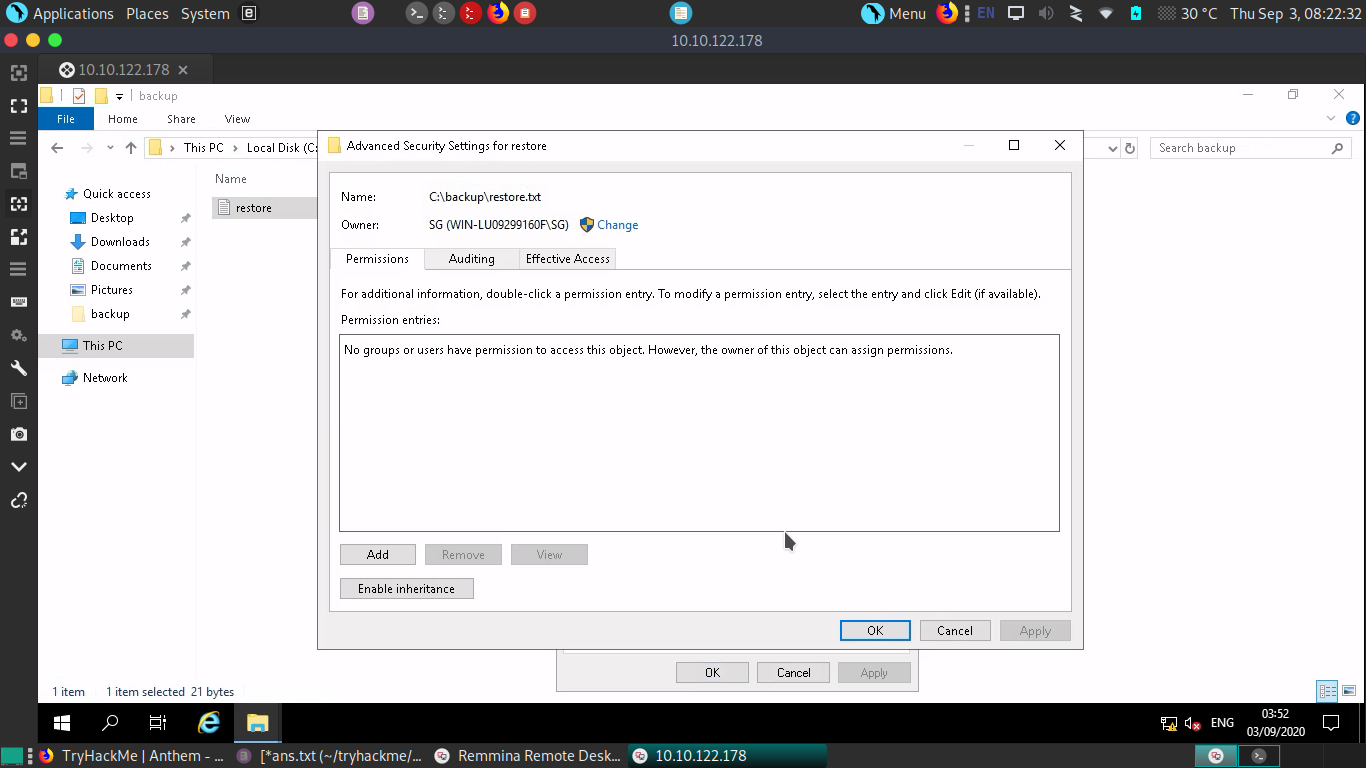 Applications Places System
Menu EN 30 °C Thu Sep 3, 08:22:32
10.10.122.178
10.10.122.178
backup
File Home Share View
This PC Local Disk (C:
Search backup
Advanced Security Settings for restore
Name
restore
Quick access
Desktop
Downloads
Documents
Pictures
backup
This PC
Network
Name: C:\backup\restore.txt
Owner: SG (WIN-LU09299160F\SG) Change
Permissions Auditing Effective Access
For additional information, double-click a permission entry. To modify a permission entry, select the entry and click Edit (if available).
Permission entries:
No groups or users have permission to access this object. However, the owner of this object can assign permissions.
Add Remove View
Enable inheritance
OK Cancel Apply
OK Cancel Apply
1 item 1 item selected 21 bytes
ENG 03:52
03/09/2020
TryHackMe | Anthem - ... [*ans.txt (~/tryhackme/... Remmina Remote Desk... 10.10.122.178